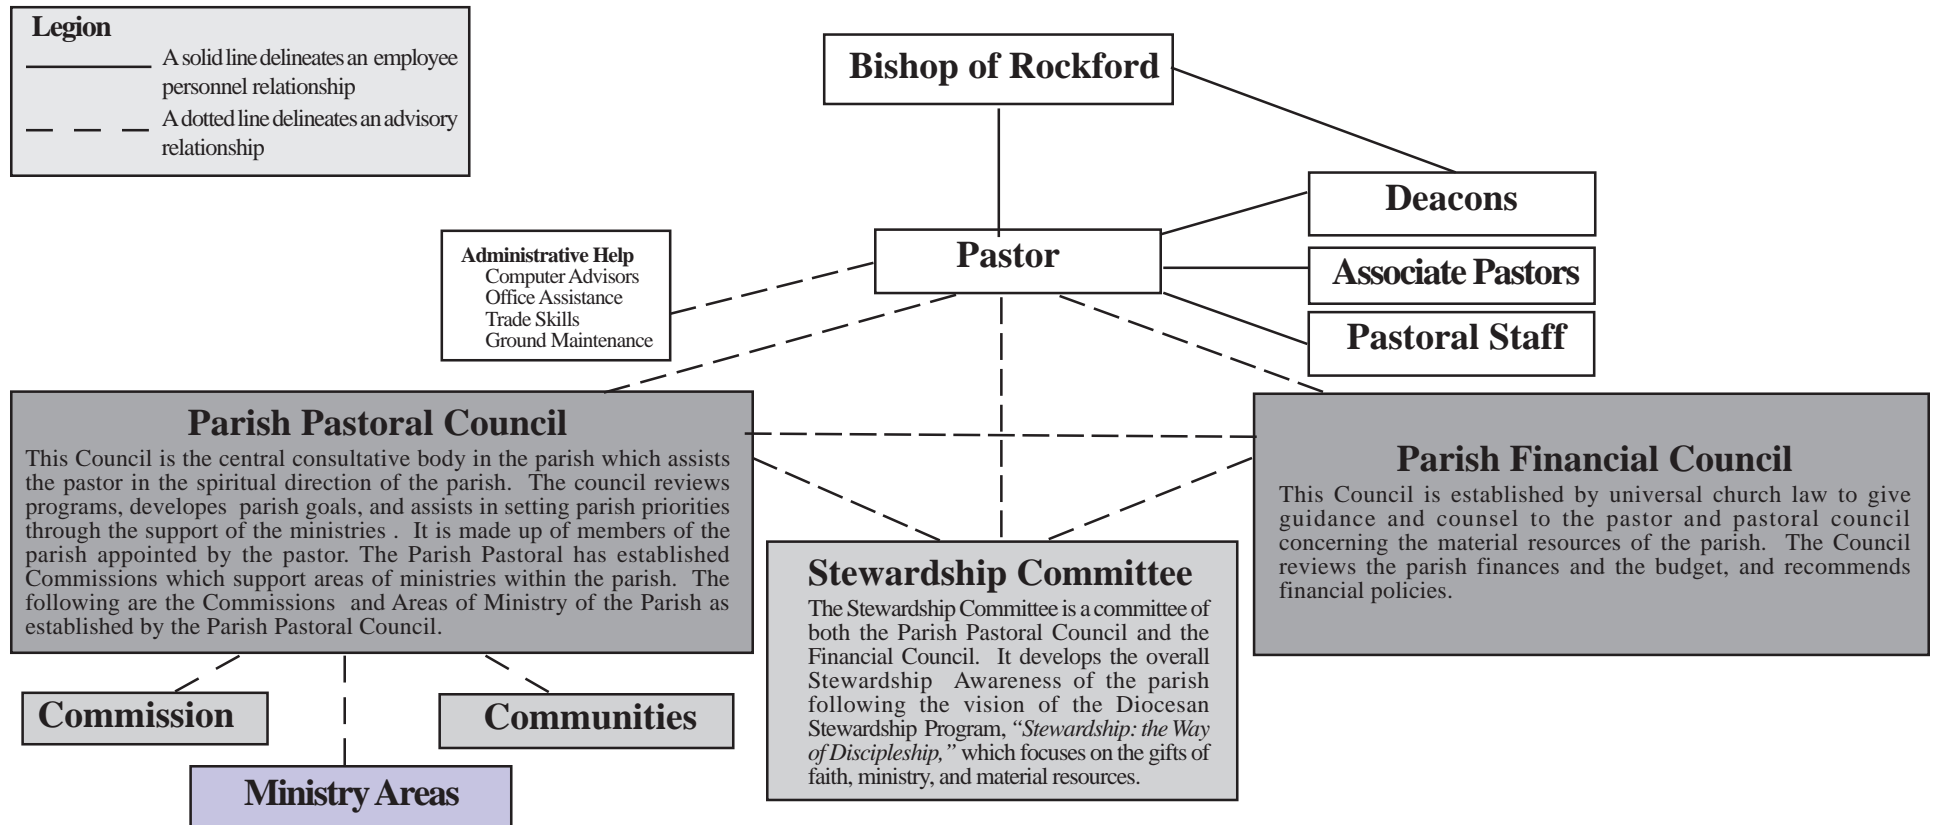 Legion
A solid line delineates an employee
personnel relationship
A dotted line delineates an advisory
relationship
Bishop of Rockford
Deacons
Associate Pastors
Pastoral Staff
Pastor
Administrative Help
Computer Advisors
Office Assistance
Trade Skills
Ground Maintenance
Parish Pastoral Council
This Council is the central consultative body in the parish which assists
the pastor in the spiritual direction of the parish. The council reviews
programs, developes parish goals, and assists in setting parish priorities
through the support of the ministries . It is made up of members of the
parish appointed by the pastor. The Parish Pastoral has established
Commissions which support areas of ministries within the parish. The
following are the Commissions and Areas of Ministry of the Parish as
established by the Parish Pastoral Council.
Parish Financial Council
This Council is established by universal church law to give
guidance and counsel to the pastor and pastoral council
concerning the material resources of the parish. The Council
reviews the parish finances and the budget, and recommends
financial policies.
Stewardship Committee
The Stewardship Committee is a committee of
both the Parish Pastoral Council and the
Financial Council. It develops the overall
Stewardship Awareness of the parish
following the vision of the Diocesan
Stewardship Program, “Stewardship: the Way
of Discipleship,” which focuses on the gifts of
faith, ministry, and material resources.
Commission
Communities
Ministry Areas